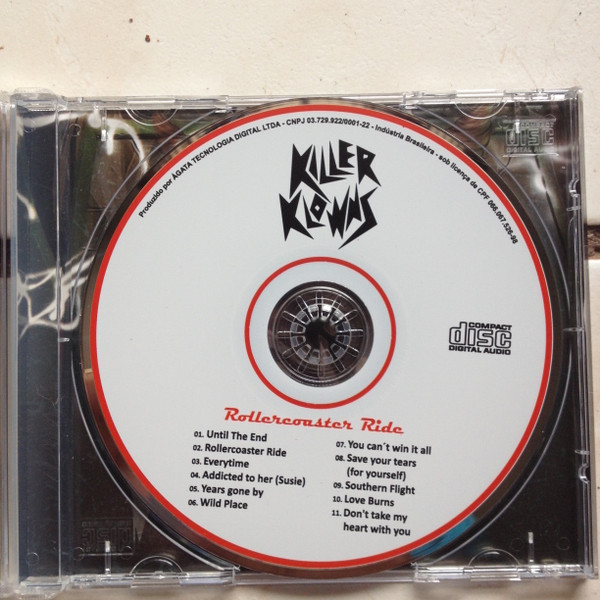 Produzido por ÁGATA TECNOLOGIA DIGITAL LTDA - CNPJ 03.729.922/0001-22 - Indústria Brasileira - sob licença de CPF 066.067.526-98
KILLER
KLOWNS
COMPACT
disc
DIGITAL AUDIO
COMPACT
disc
DIGITAL AUDIO
Rollercoaster Ride
01. Until The End
02. Rollercoaster Ride
03. Everytime
04. Addicted to her (Susie)
05. Years gone by
06. Wild Place
07. You can´t win it all
08. Save your tears
(for yourself)
09. Southern Flight
10. Love Burns
11. Don't take my
heart with you